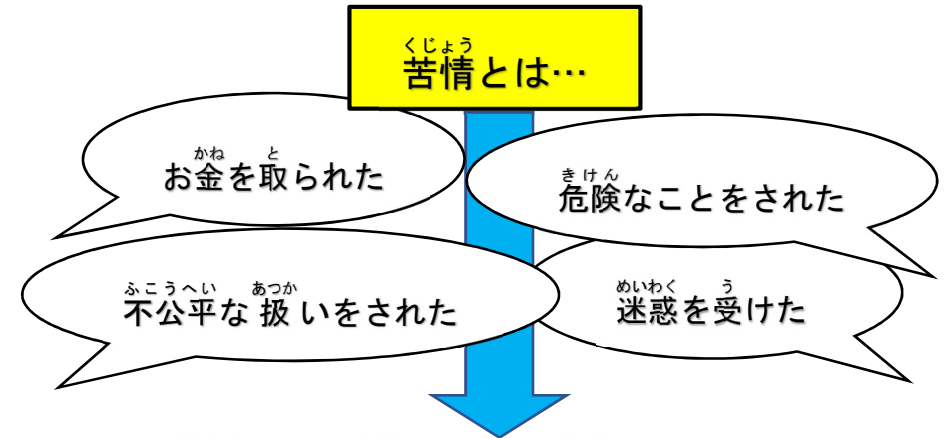 くじょう
苦情とは…
かね と
お金を取られた
きけん
危険なことをされた
ふこうへい あつか
不公平な扱いをされた
めいわく う
迷惑を受けた